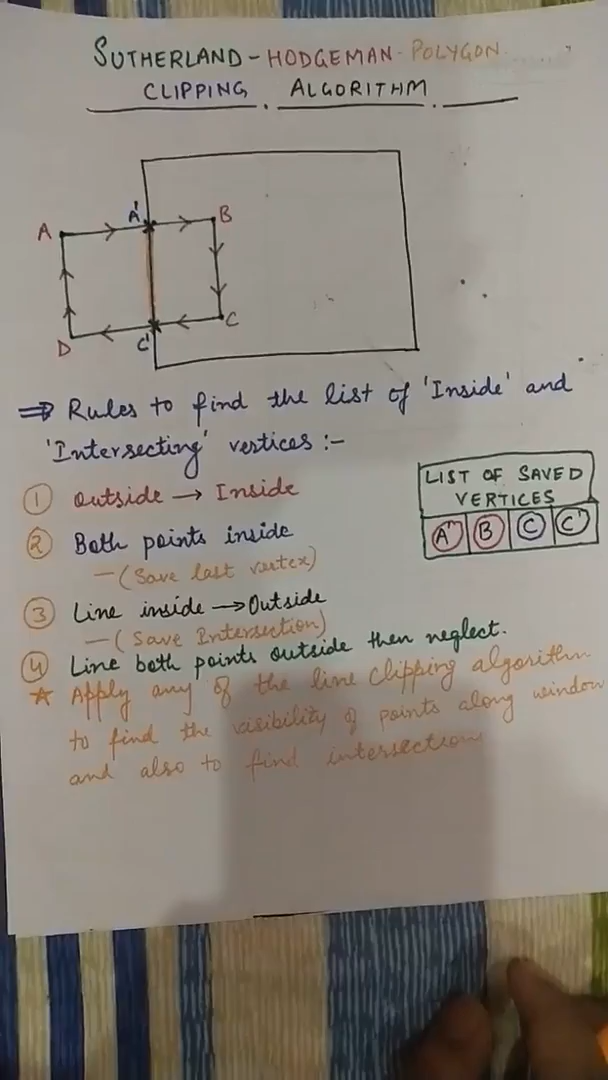 SUTHERLAND-HODGEMAN-POLYGON
CLIPPING ALGORITHM
A
A'
B
D
C'
C
⇒ Rules to find the list of 'Inside' and
'Intersecting' vertices :-
① Outside → Inside
② Both points inside
-(Save last vertex)
③ Line inside → Outside
-(Save Intersection)
④ Line both points outside then neglect.
* Apply any of the line clipping algorithm
to find the visibility of points along window
and also to find intersection
LIST OF SAVED
VERTICES
A' B C C'